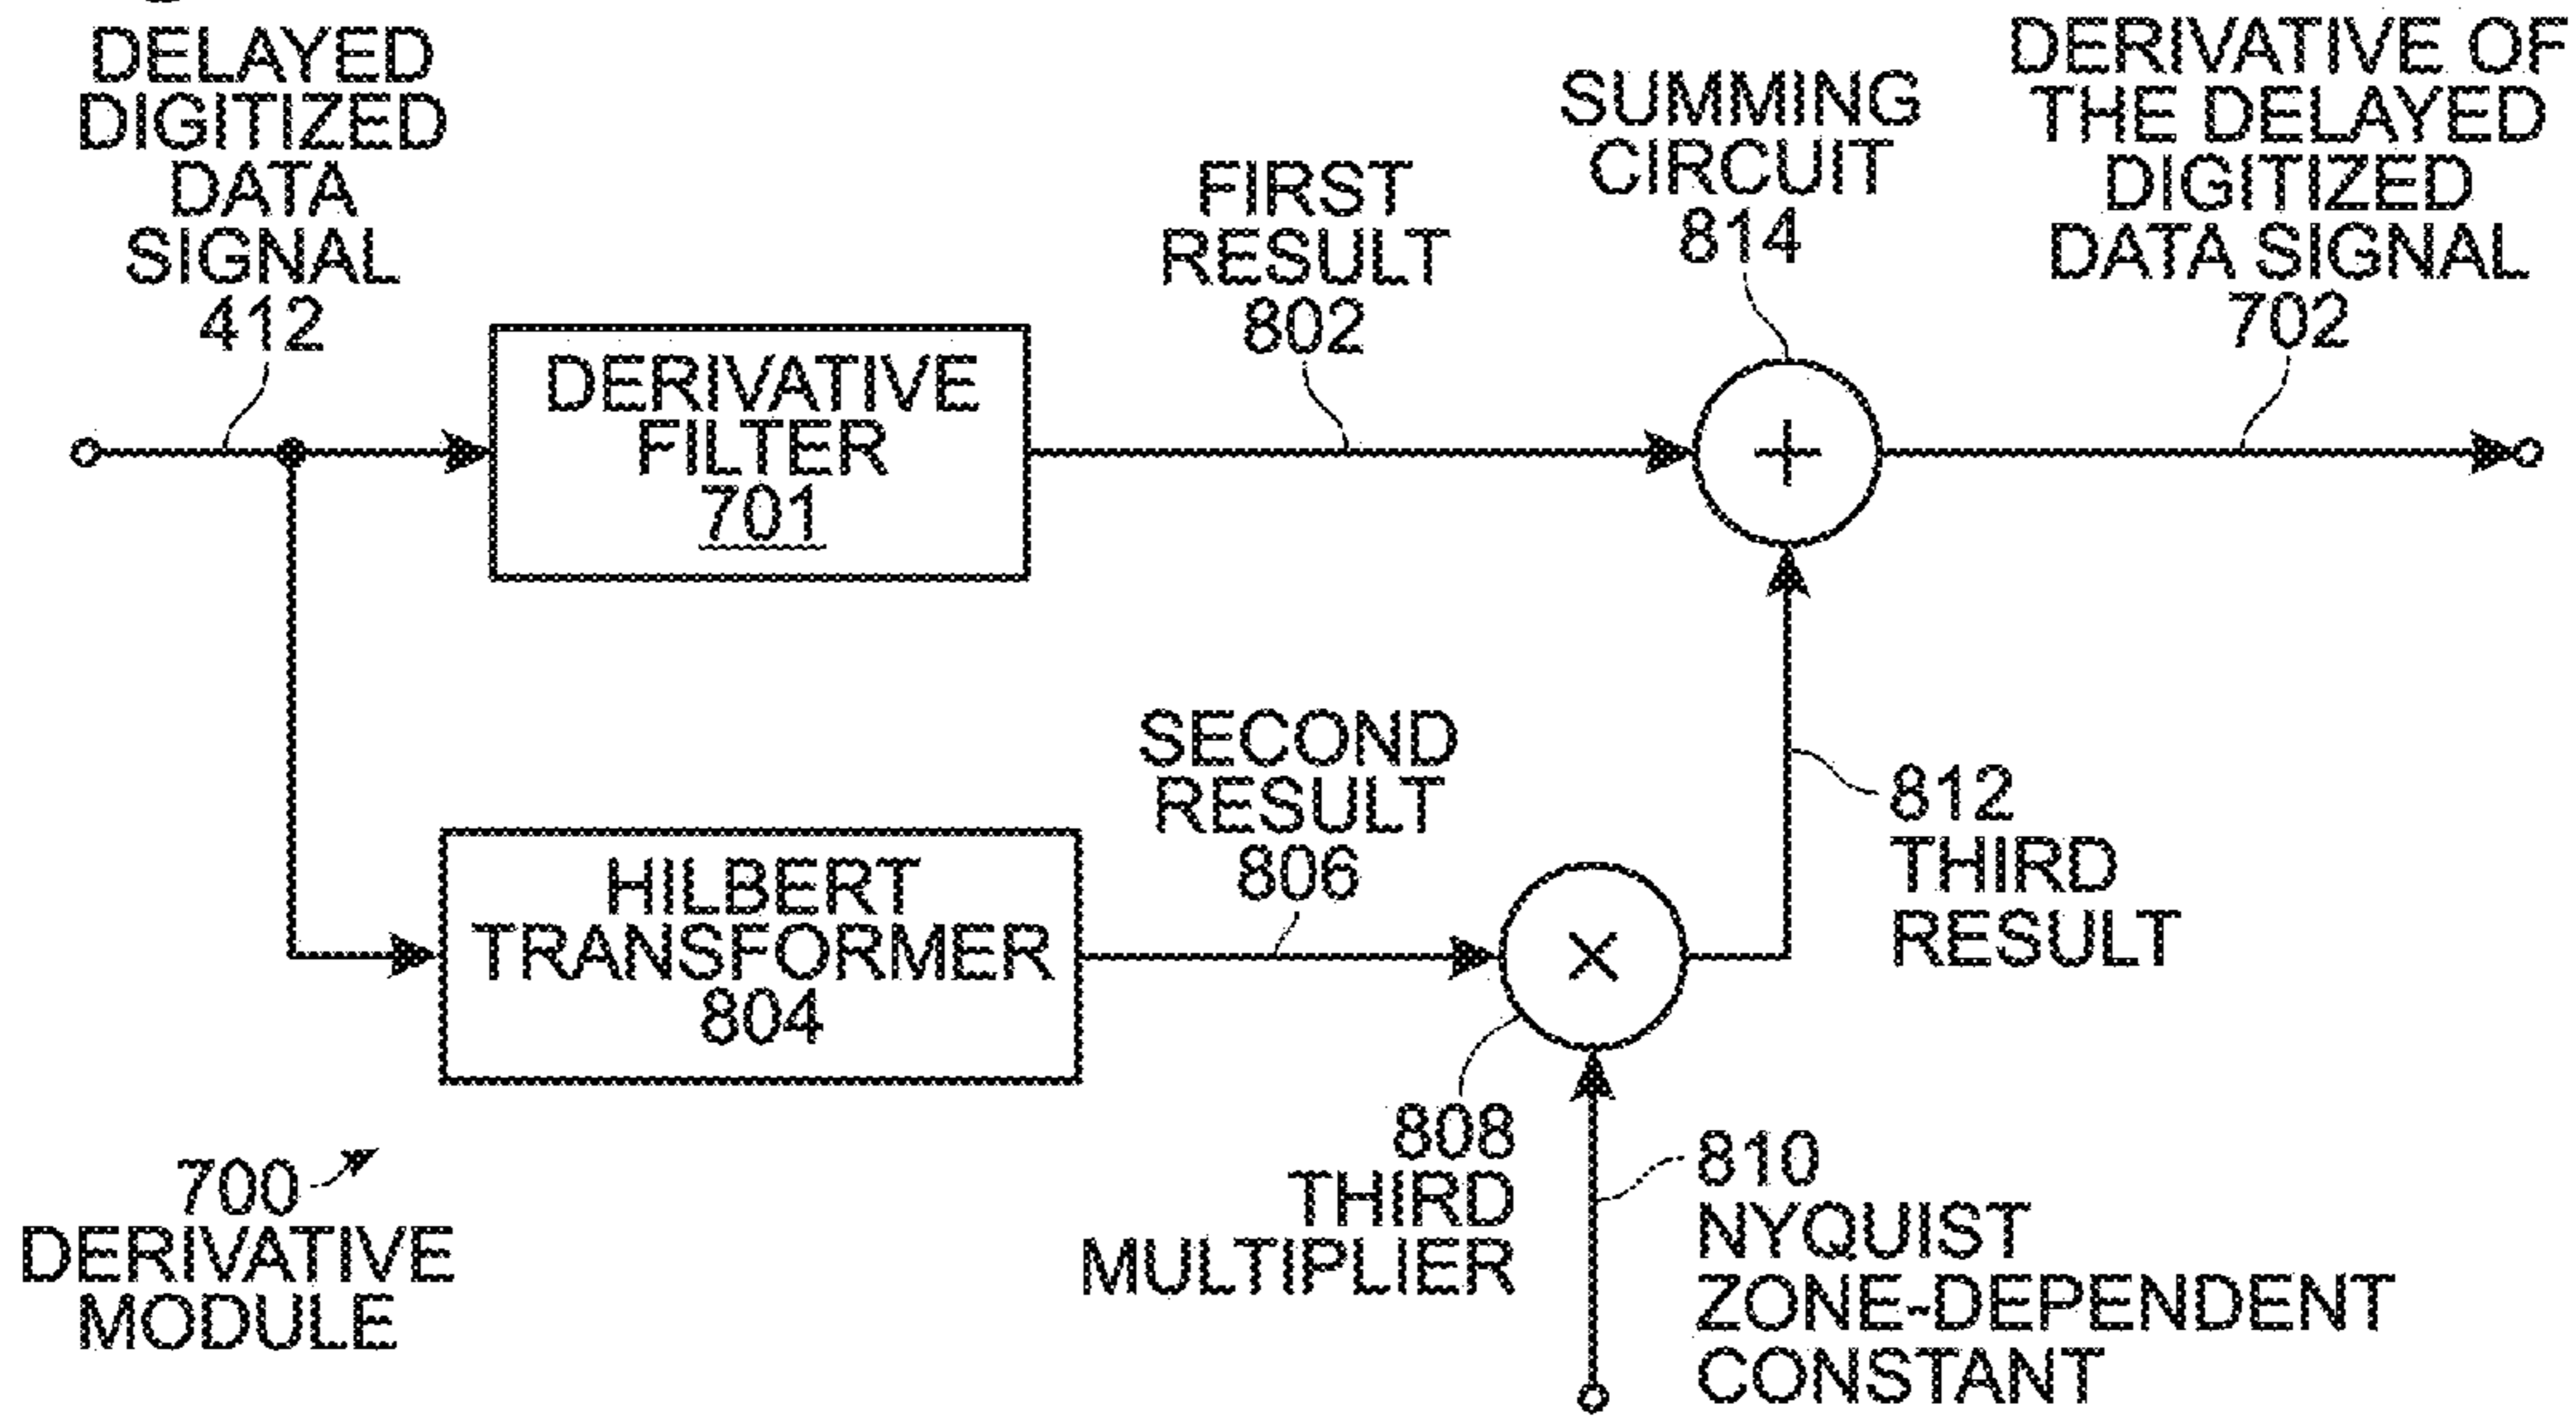 DELAYED
DIGITIZED
DATA
SIGNAL
412
DERIVATIVE
FILTER
701
FIRST
RESULT
802
SUMMING
CIRCUIT
814
+
DERIVATIVE OF
THE DELAYED
DIGITIZED
DATA SIGNAL
702
HILBERT
TRANSFORMER
804
SECOND
RESULT
806
×
812
THIRD
RESULT
808
THIRD
MULTIPLIER
810
NYQUIST
ZONE-DEPENDENT
CONSTANT
700
DERIVATIVE
MODULE